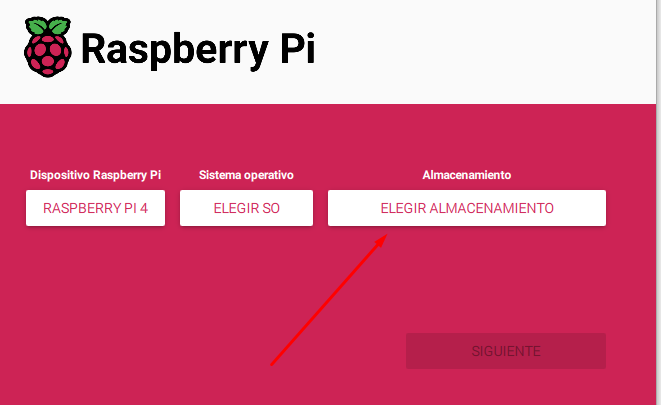 Raspberry Pi
Dispositivo Raspberry Pi Sistema operativo Almacenamiento
RASPBERRY PI 4 ELEGIR SO ELEGIR ALMACENAMIENTO
SIGUIENTE